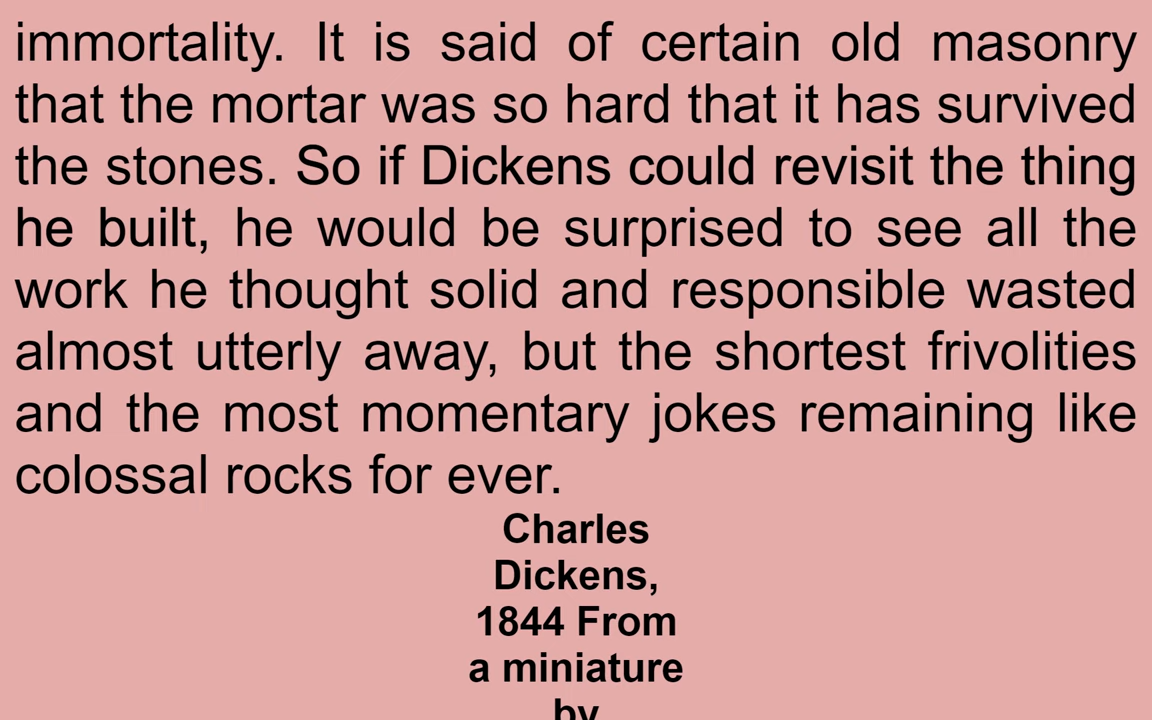 immortality. It is said of certain old masonry
that the mortar was so hard that it has survived
the stones. So if Dickens could revisit the thing
he built, he would be surprised to see all the
work he thought solid and responsible wasted
almost utterly away, but the shortest frivolities
and the most momentary jokes remaining like
colossal rocks for ever.
Charles
Dickens,
1844 From
a miniature
by